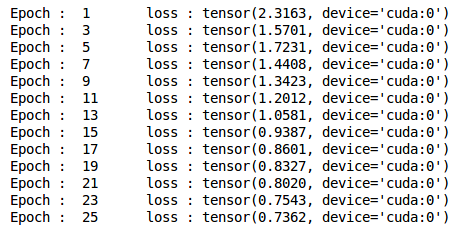 Epoch :  1       loss : tensor(2.3163, device='cuda:0')
Epoch :  3       loss : tensor(1.5701, device='cuda:0')
Epoch :  5       loss : tensor(1.7231, device='cuda:0')
Epoch :  7       loss : tensor(1.4408, device='cuda:0')
Epoch :  9       loss : tensor(1.3423, device='cuda:0')
Epoch :  11      loss : tensor(1.2012, device='cuda:0')
Epoch :  13      loss : tensor(1.0581, device='cuda:0')
Epoch :  15      loss : tensor(0.9387, device='cuda:0')
Epoch :  17      loss : tensor(0.8601, device='cuda:0')
Epoch :  19      loss : tensor(0.8327, device='cuda:0')
Epoch :  21      loss : tensor(0.8020, device='cuda:0')
Epoch :  23      loss : tensor(0.7543, device='cuda:0')
Epoch :  25      loss : tensor(0.7362, device='cuda:0')